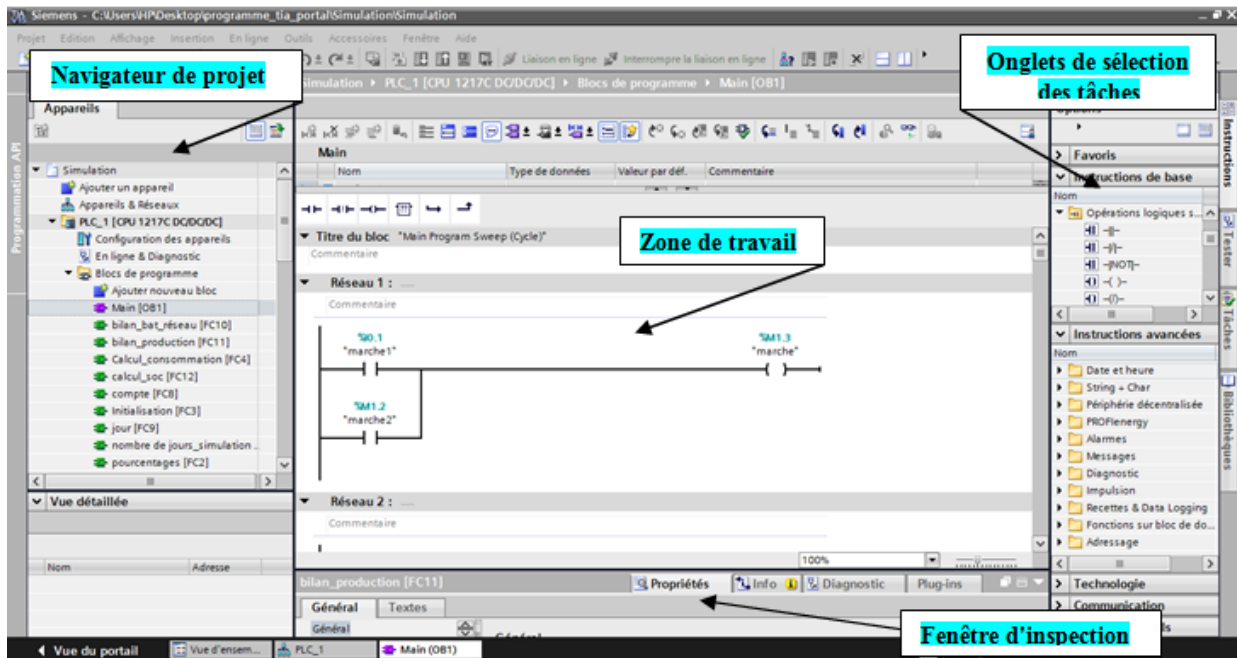 Siemens - C:\Users\HP\Desktop\programme_tia_portal\Simulation\Simulation
Projet Edition Affichage Insertion En ligne Outils Accessoires Fenêtre Aide
Liaison en ligne Interrompre la liaison en ligne
Navigateur de projet
Onglets de sélection
des tâches
Simulation PLC_1 [CPU 1217C DC/DC/DC] Blocs de programme Main [OB1]
Appareils
Options
Programmation API
Simulation
Ajouter un appareil
Appareils & Réseaux
PLC_1 [CPU 1217C DC/DC/DC]
Configuration des appareils
En ligne & Diagnostic
Blocs de programme
Ajouter nouveau bloc
Main [OB1]
bilan_bat_réseau [FC10]
bilan_production [FC11]
Calcul_consommation [FC4]
calcul_soc [FC12]
compte [FC8]
Initialisation [FC3]
jour [FC9]
nombre de jours_simulation ..
pourcentages [FC2]
Vue détaillée
Nom Adresse
Main
Nom Type de données Valeur par déf. Commentaire
Titre du bloc "Main Program Sweep (Cycle)"
Commentaire
Zone de travail
Réseau 1 : ....
Commentaire
%I0.1
"marche1"
%M1.3
"marche"
%M1.2
"marche2"
Réseau 2 : ....
Commentaire
100%
bilan_production [FC11]
Propriétés Info Diagnostic Plug-ins
Général Textes
Général
Général
Fenêtre d'inspection
Favoris
Instructions de base
Nom
Opérations logiques s...
-||-
-|/|-
-|NOT|-
-( )-
-(/)-
Instructions avancées
Nom
Date et heure
String + Char
Périphérie décentralisée
PROFIenergy
Alarmes
Messages
Diagnostic
Impulsion
Recettes & Data Logging
Fonctions sur bloc de do...
Adressage
Technologie
Communication
Instructions
Tester
Tâches
Bibliothèques
Vue du portail Vue d'ensem... PLC_1 Main (OB1)